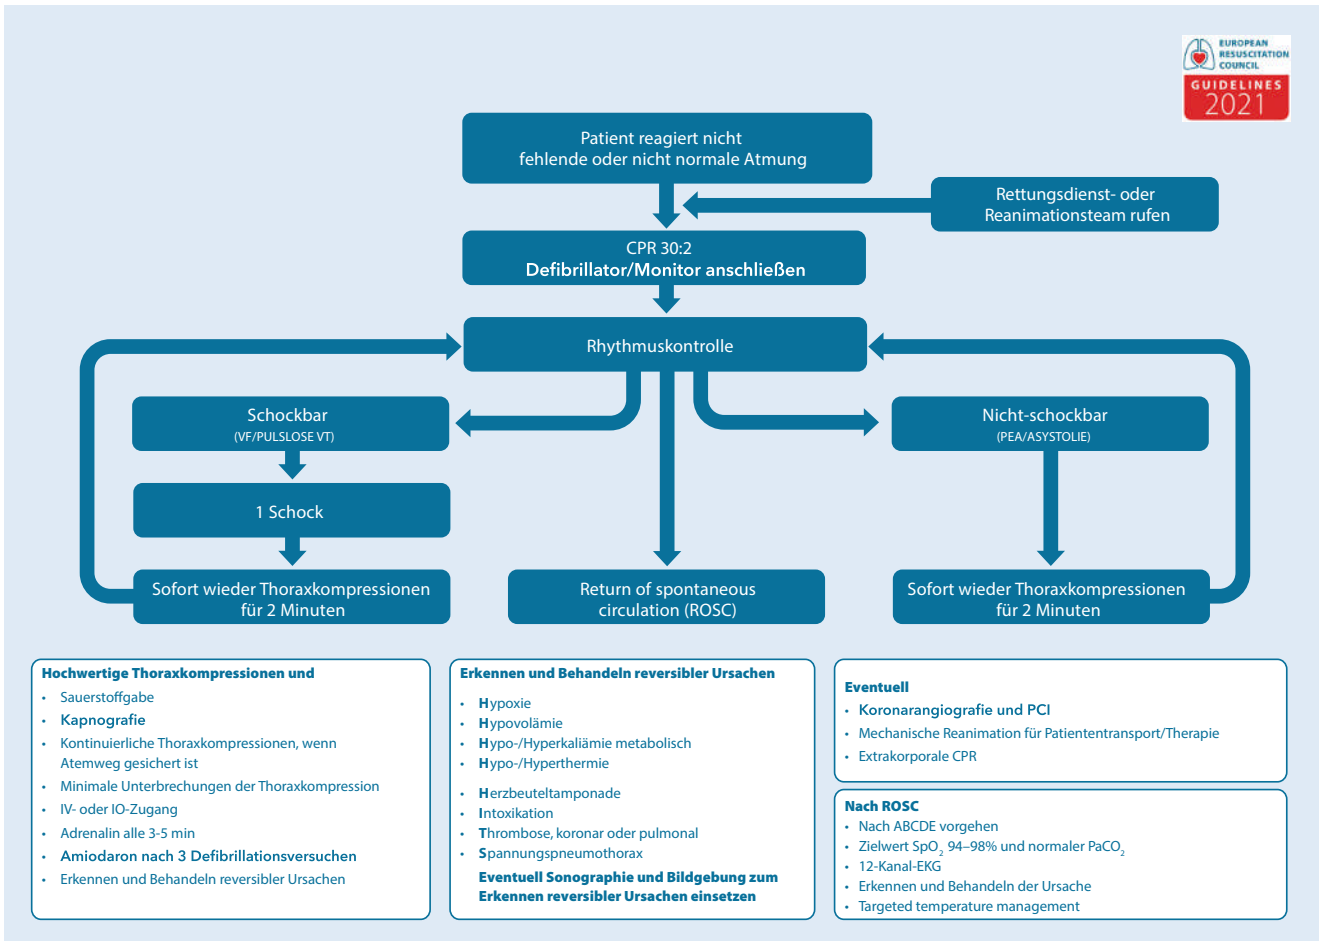 EUROPEAN
RESUSCITATION
COUNCIL
GUIDELINES
2021
Patient reagiert nicht
fehlende oder nicht normale Atmung
Rettungsdienst- oder
Reanimationsteam rufen
CPR 30:2
Defibrillator/Monitor anschließen
Rhythmuskontrolle
Schockbar
(VF/PULSLOSE VT)
Nicht-schockbar
(PEA/ASYSTOLIE)
1 Schock
Sofort wieder Thoraxkompressionen
für 2 Minuten
Return of spontaneous
circulation (ROSC)
Sofort wieder Thoraxkompressionen
für 2 Minuten
Hochwertige Thoraxkompressionen und
• Sauerstoffgabe
• Kapnografie
• Kontinuierliche Thoraxkompressionen, wenn
Atemweg gesichert ist
• Minimale Unterbrechungen der Thoraxkompression
• IV- oder IO-Zugang
• Adrenalin alle 3-5 min
• Amiodaron nach 3 Defibrillationsversuchen
• Erkennen und Behandeln reversibler Ursachen
Erkennen und Behandeln reversibler Ursachen
• Hypoxie
• Hypovolämie
• Hypo-/Hyperkaliämie metabolisch
• Hypo-/Hyperthermie
• Herzbeuteltamponade
• Intoxikation
• Thrombose, koronar oder pulmonal
• Spannungspneumothorax
Eventuell Sonographie und Bildgebung zum
Erkennen reversibler Ursachen einsetzen
Eventuell
• Koronarangiografie und PCI
• Mechanische Reanimation für Patiententransport/Therapie
• Extrakorporale CPR
Nach ROSC
• Nach ABCDE vorgehen
• Zielwert SpO₂ 94–98% und normaler PaCO₂
• 12-Kanal-EKG
• Erkennen und Behandeln der Ursache
• Targeted temperature management